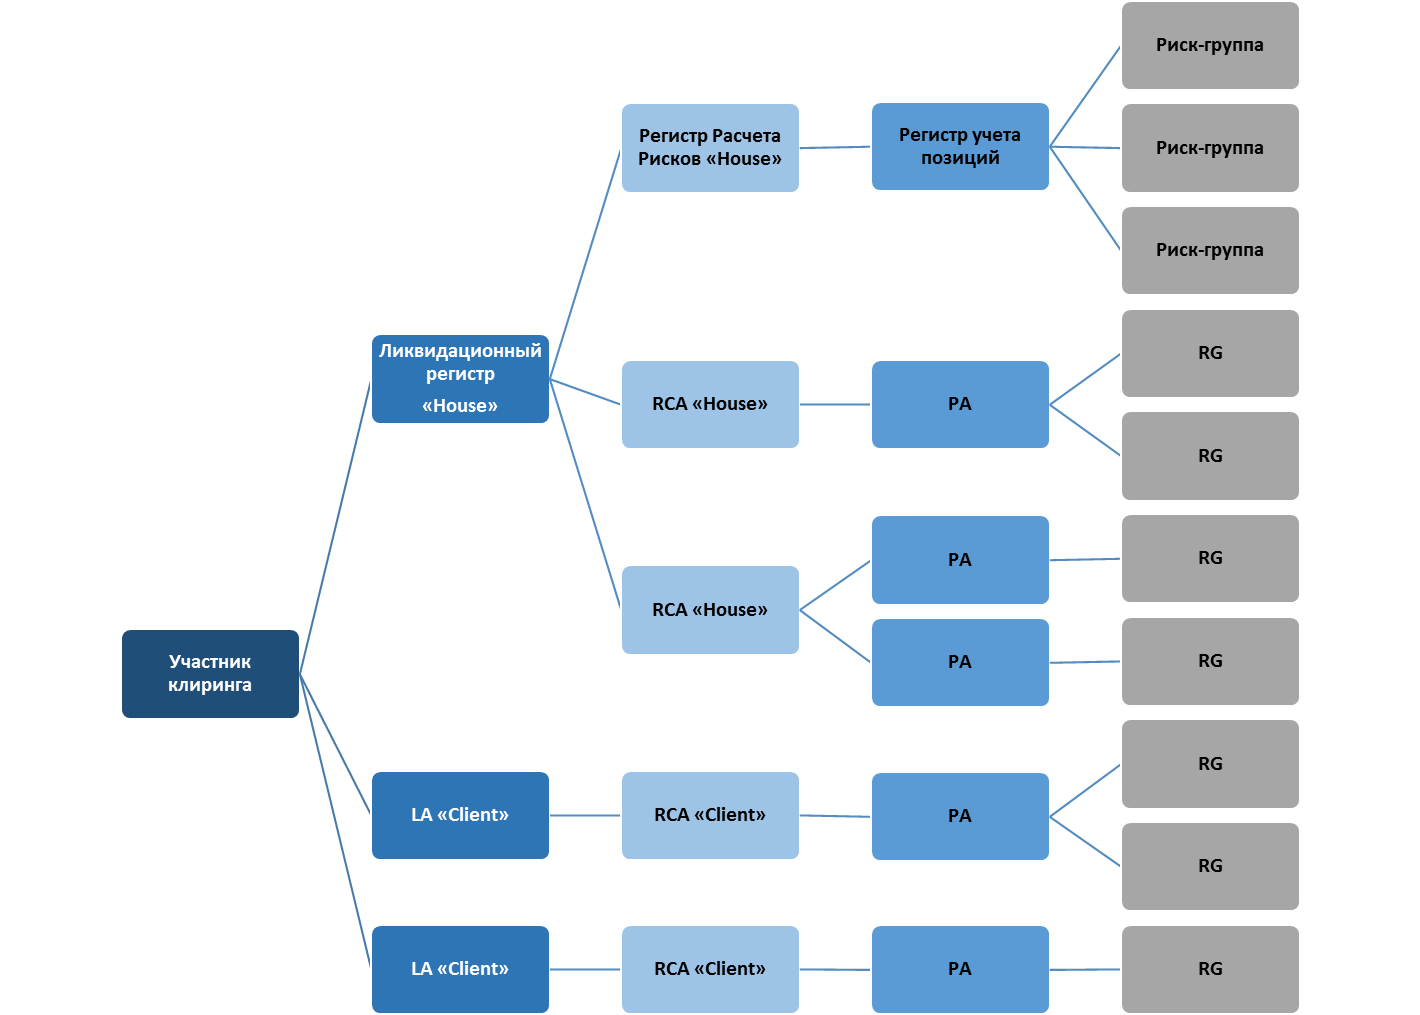 Риск-группа
Регистр Расчета
Рисков «House»
Регистр учета
позиций
Риск-группа
Риск-группа
Ликвидационный
регистр
«House»
RG
RCA «House»
PA
RG
PA
RG
RCA «House»
PA
RG
Участник
клиринга
RG
LA «Client»
RCA «Client»
PA
RG
LA «Client»
RCA «Client»
PA
RG